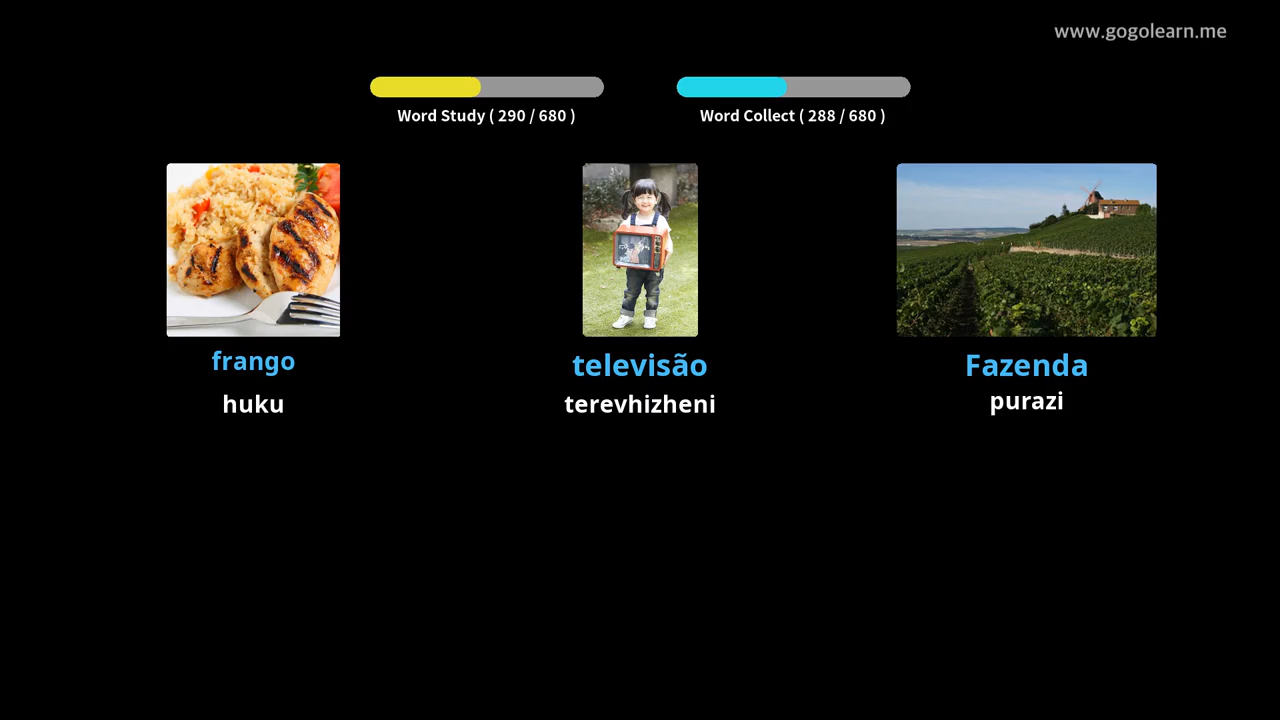 www.gogolearn.me
Word Study ( 290 / 680 )
Word Collect ( 288 / 680 )
frango
huku
televisão
terevhizheni
Fazenda
purazi